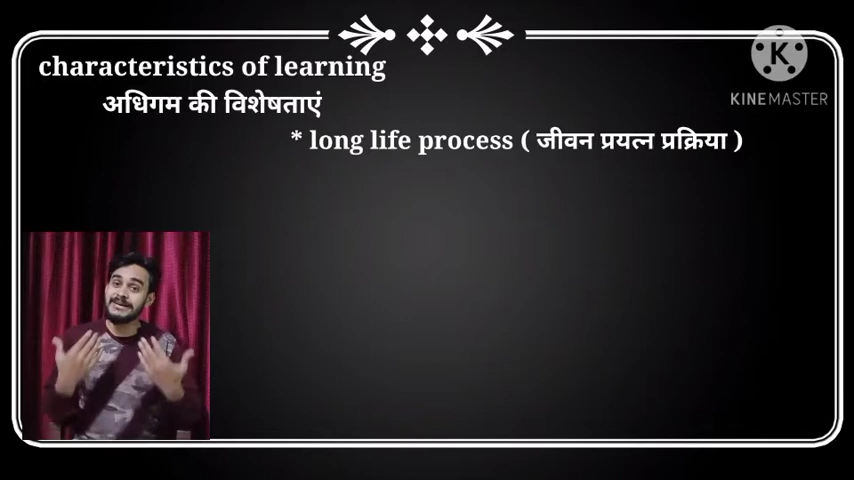 characteristics of learning
अधिगम की विशेषताएं
* long life process ( जीवन प्रयत्न प्रक्रिया )
K
KINEMASTER